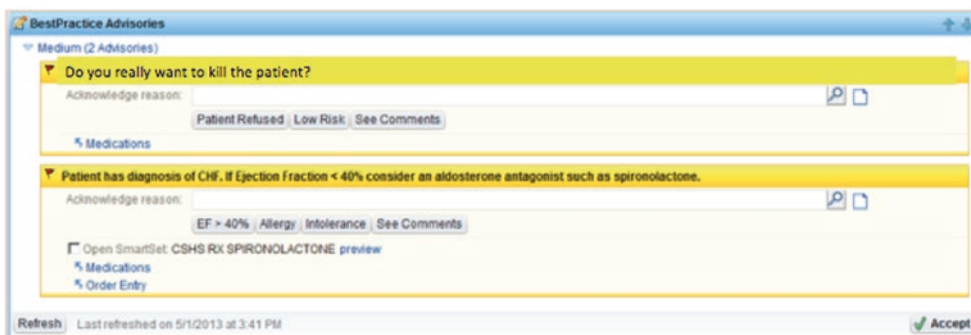 BestPractice Advisories
Medium (2 Advisories)
Do you really want to kill the patient?
Acknowledge reason:
Patient Refused Low Risk See Comments
Medications
Patient has diagnosis of CHF. If Ejection Fraction < 40% consider an aldosterone antagonist such as spironolactone.
Acknowledge reason:
EF > 40% Allergy Intolerance See Comments
Open SmartSet: CSHS RX SPIRONOLACTONE preview
Medications
Order Entry
Refresh Last refreshed on 5/1/2013 at 3:41 PM Accept